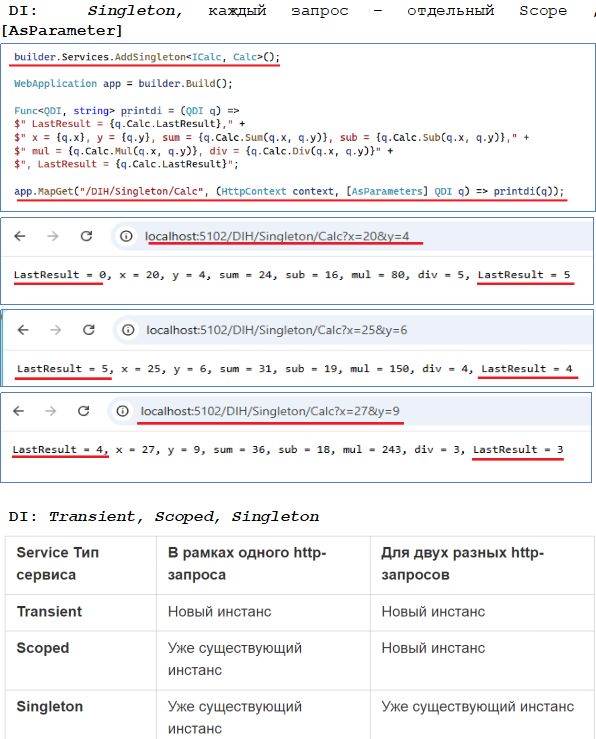 DI: Singleton, каждый запрос – отдельный Scope ,
[AsParameter]
builder.Services.AddSingleton<ICalc, Calc>();
WebApplication app = builder.Build();
Func<QDI, string> printdi = (QDI q) =>
$" LastResult = {q.Calc.LastResult}," +
$" x = {q.x}, y = {q.y}, sum = {q.Calc.Sum(q.x, q.y)}, sub = {q.Calc.Sub(q.x, q.y)}," +
$" mul = {q.Calc.Mul(q.x, q.y)}, div = {q.Calc.Div(q.x, q.y)}" +
$", LastResult = {q.Calc.LastResult}";
app.MapGet("/DIH/Singleton/Calc", (HttpContext context, [AsParameters] QDI q) => printdi(q));
localhost:5102/DIH/Singleton/Calc?x=20&y=4
LastResult = 0, x = 20, y = 4, sum = 24, sub = 16, mul = 80, div = 5, LastResult = 5
localhost:5102/DIH/Singleton/Calc?x=25&y=6
LastResult = 5, x = 25, y = 6, sum = 31, sub = 19, mul = 150, div = 4, LastResult = 4
localhost:5102/DIH/Singleton/Calc?x=27&y=9
LastResult = 4, x = 27, y = 9, sum = 36, sub = 18, mul = 243, div = 3, LastResult = 3
DI: Transient, Scoped, Singleton
Service Тип сервиса
В рамках одного http-запроса
Для двух разных http-запросов
Transient
Новый инстанс
Новый инстанс
Scoped
Уже существующий инстанс
Новый инстанс
Singleton
Уже существующий инстанс
Уже существующий инстанс